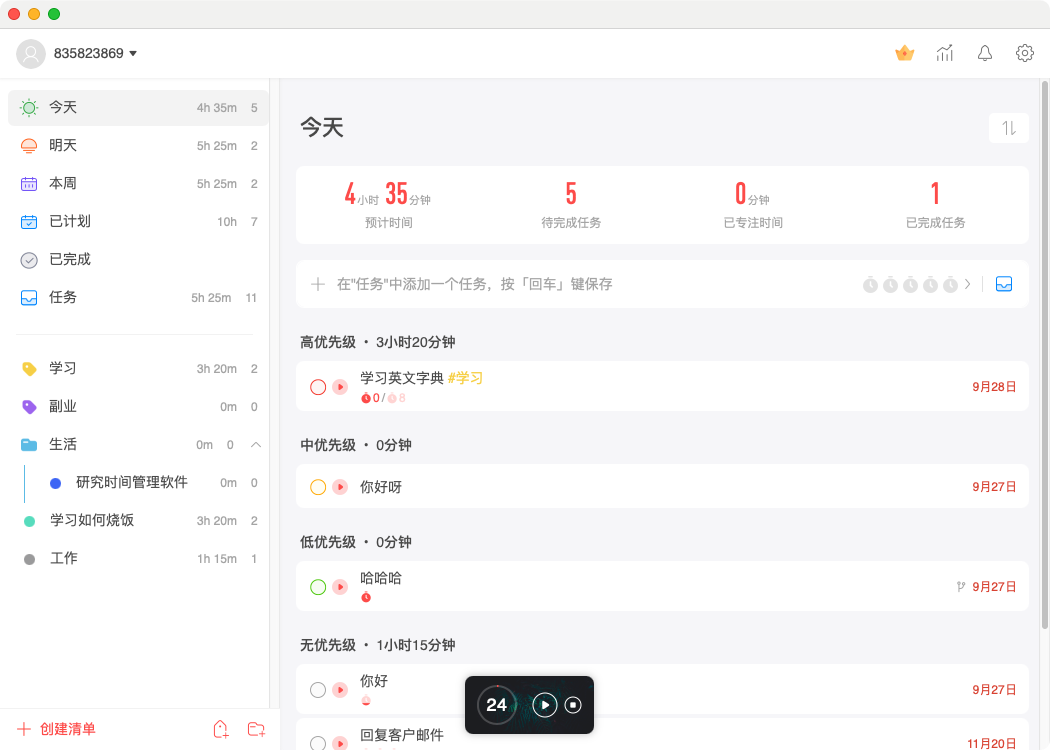 835823869
今天 4h 35m 5
明天 5h 25m 2
本周 5h 25m 2
已计划 10h 7
已完成
任务 5h 25m 11
学习 3h 20m 2
副业 0m 0
生活 0m 0
研究时间管理软件 0m 0
学习如何烧饭 3h 20m 2
工作 1h 15m 1
创建清单
今天
4小时 35分钟
预计时间
5
待完成任务
0分钟
已专注时间
1
已完成任务
在"任务"中添加一个任务，按「回车」键保存
高优先级 · 3小时20分钟
学习英文字典 #学习
9月28日
0/8
中优先级 · 0分钟
你好呀
9月27日
低优先级 · 0分钟
哈哈哈
9月27日
无优先级 · 1小时15分钟
你好
9月27日
24
回复客户邮件
11月20日